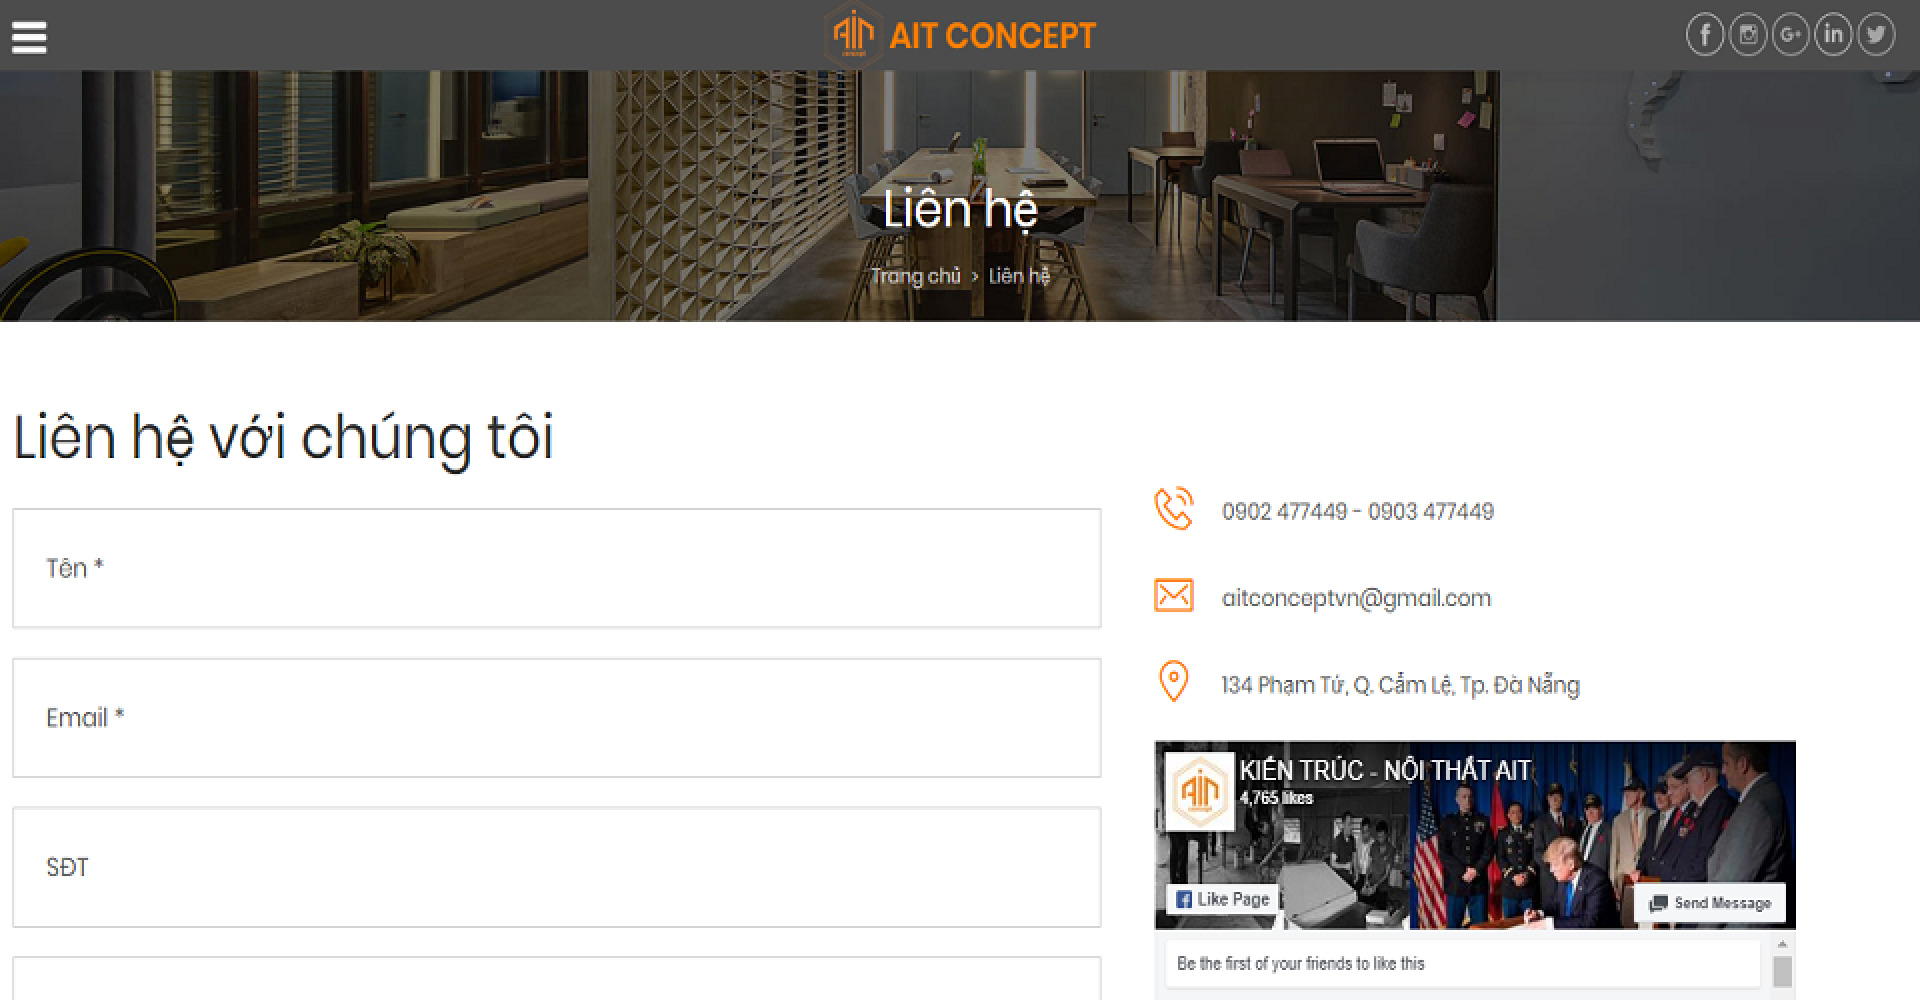 AIT CONCEPT
Liên hệ
Trang chủ › Liên hệ
Liên hệ với chúng tôi
Tên *
Email *
SĐT
0902 477449 - 0903 477449
aitconceptvn@gmail.com
134 Phạm Tứ, Q. Cẩm Lệ, Tp. Đà Nẵng
KIẾN TRÚC - NỘI THẤT AIT
4,765 likes
Like Page
Send Message
Be the first of your friends to like this